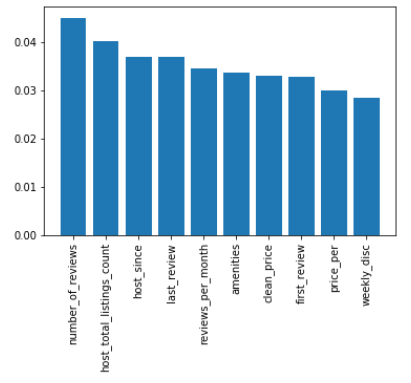 0.04
0.03
0.02
0.01
0.00
number_of_reviews
host_total_listings_count
host_since
last_review
reviews_per_month
amenities
clean_price
first_review
price_per
weekly_disc